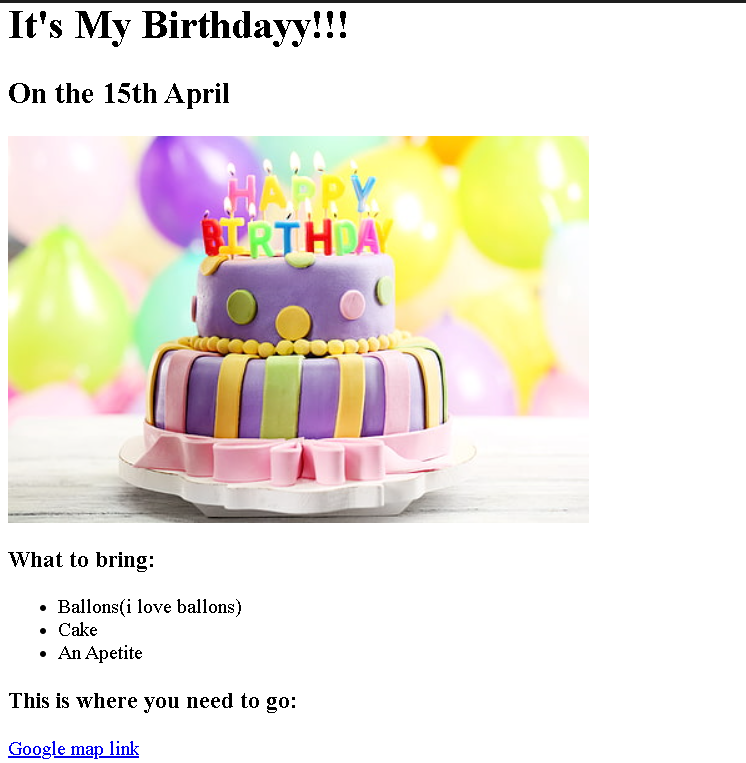 It's My Birthdayy!!!
On the 15th April
HAPPY
BIRTHDAY
What to bring:
Ballons(i love ballons)
Cake
An Apetite
This is where you need to go:
Google map link